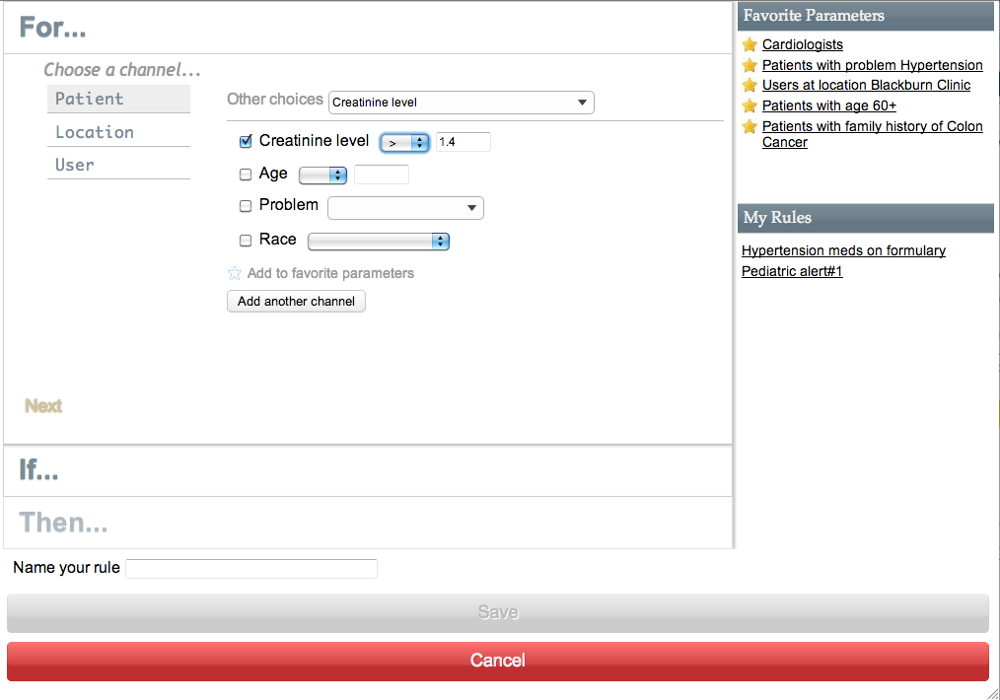 For...
Choose a channel...
Patient
Location
User
Other choices Creatinine level
Creatinine level > 1.4
Age
Problem
Race
Add to favorite parameters
Add another channel
Next
If...
Then...
Name your rule
Save
Cancel
Favorite Parameters
Cardiologists
Patients with problem Hypertension
Users at location Blackburn Clinic
Patients with age 60+
Patients with family history of Colon
Cancer
My Rules
Hypertension meds on formulary
Pediatric alert#1